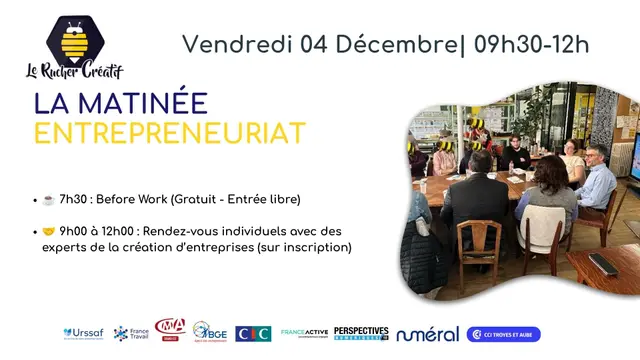 Le Rucher Créatif
Vendredi 04 Décembre| 09h30-12h
LA MATINÉE
ENTREPRENEURIAT
• ☕ 7h30 : Before Work (Gratuit - Entrée libre)
• 🤝 9h00 à 12h00 : Rendez-vous individuels avec des
experts de la création d'entreprises (sur inscription)
Urssaf
France
Travail
CMA
BGE
CIC
FRANCE ACTIVE
PERSPECTIVES
NUMÉRIQUES
numéral
CCI TROYES ET AUBE